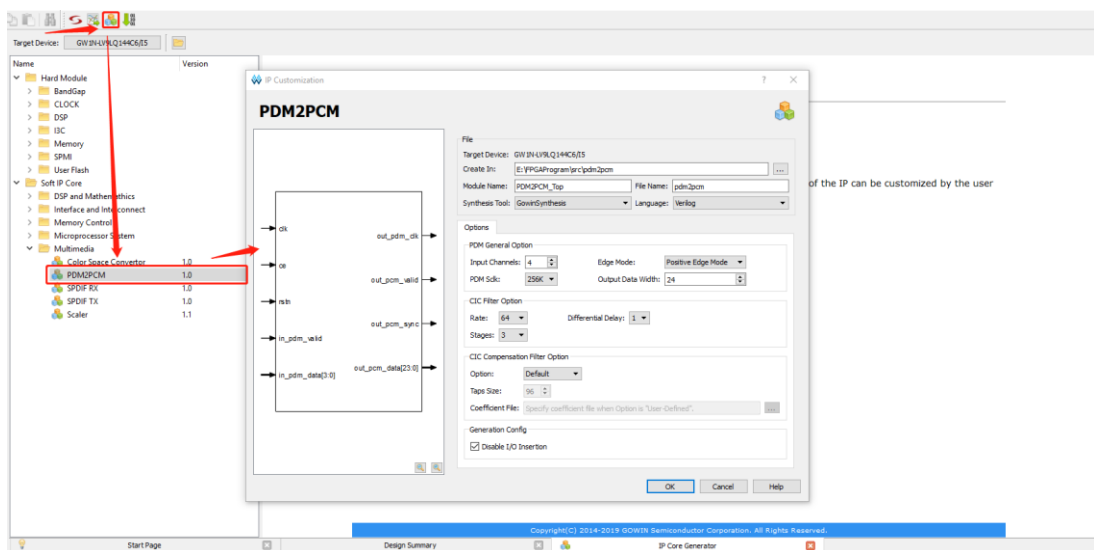 Target Device: GW1N-LV9LQ144C6/I5
Name Version
Hard Module
BandGap
CLOCK
DSP
I3C
Memory
SPMI
User Flash
Soft IP Core
DSP and Mathemathics
Interface and Interconnect
Memory Control
Microprocessor System
Multimedia
Color Space Convertor 1.0
PDM2PCM 1.0
SPDIF RX 1.0
SPDIF TX 1.0
Scaler 1.1
IP Customization ? ×
PDM2PCM
clk
ce
rstn
in_pdm_valid
in_pdm_data[3:0]
out_pdm_clk
out_pcm_valid
out_pcm_sync
out_pcm_data[23:0]
File
Target Device: GW1N-LV9LQ144C6/I5
Create In: E:\FPGAProgram\src\pdm2pcm ...
Module Name: PDM2PCM_Top File Name: pdm2pcm
Synthesis Tool: GowinSynthesis Language: Verilog
Options
PDM General Option
Input Channels: 4 Edge Mode: Positive Edge Mode
PDM Sclk: 256K Output Data Width: 24
CIC Filter Option
Rate: 64 Differential Delay: 1
Stages: 3
CIC Compensation Filter Option
Option: Default
Taps Size: 96
Coefficient File: Specify coefficient file when Option is "User-Defined". ...
Generation Config
Disable I/O Insertion
OK Cancel Help
of the IP can be customized by the user
Copyright(C) 2014-2019 GOWIN Semiconductor Corporation. All Rights Reserved.
Start Page Design Summary IP Core Generator